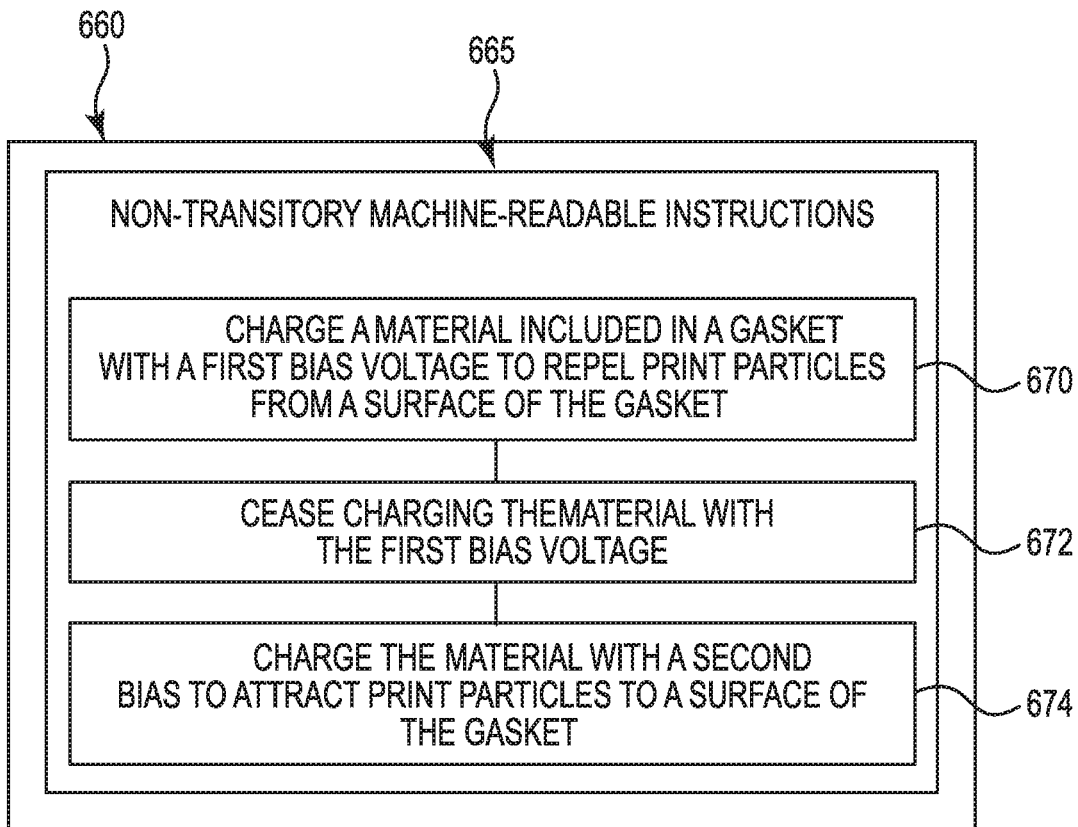 660
665
NON-TRANSITORY MACHINE-READABLE INSTRUCTIONS
CHARGE A MATERIAL INCLUDED IN A GASKET
WITH A FIRST BIAS VOLTAGE TO REPEL PRINT PARTICLES
FROM A SURFACE OF THE GASKET
670
CEASE CHARGING THEMATERIAL WITH
THE FIRST BIAS VOLTAGE
672
CHARGE THE MATERIAL WITH A SECOND
BIAS TO ATTRACT PRINT PARTICLES TO A SURFACE OF
THE GASKET
674